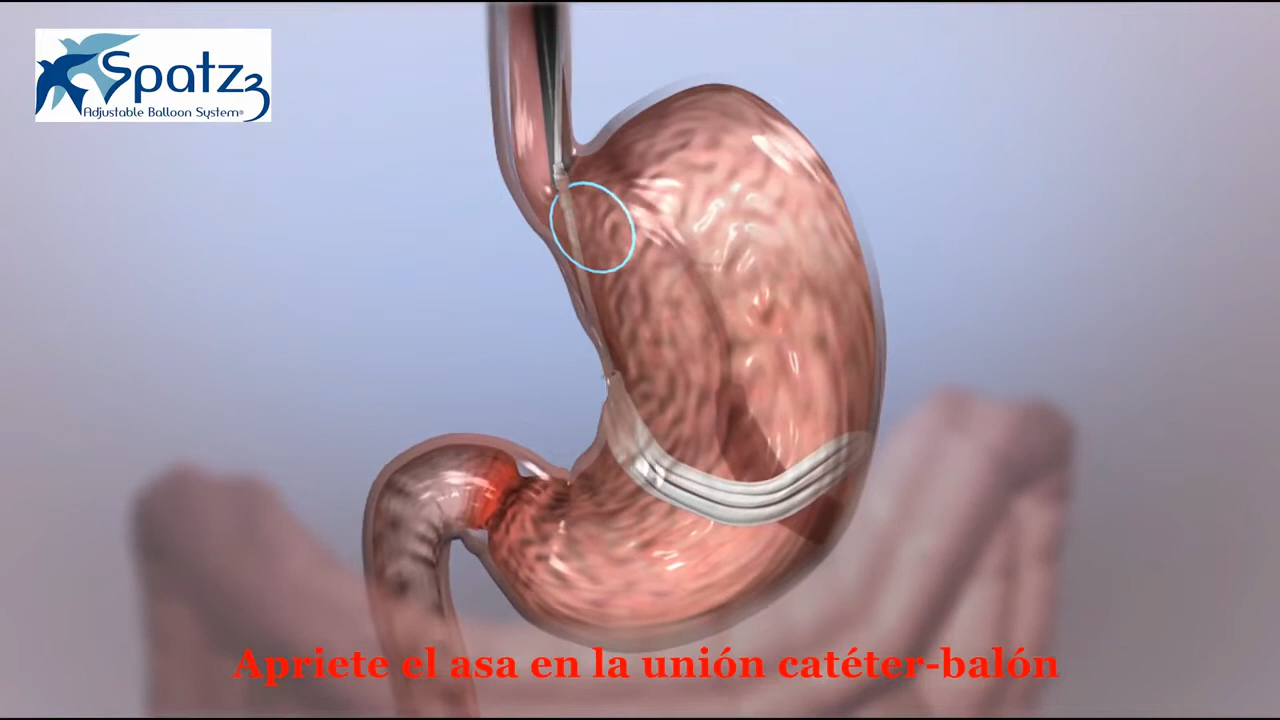 Spatz3
Adjustable Balloon System®
Apriete el asa en la unión catéter-balón